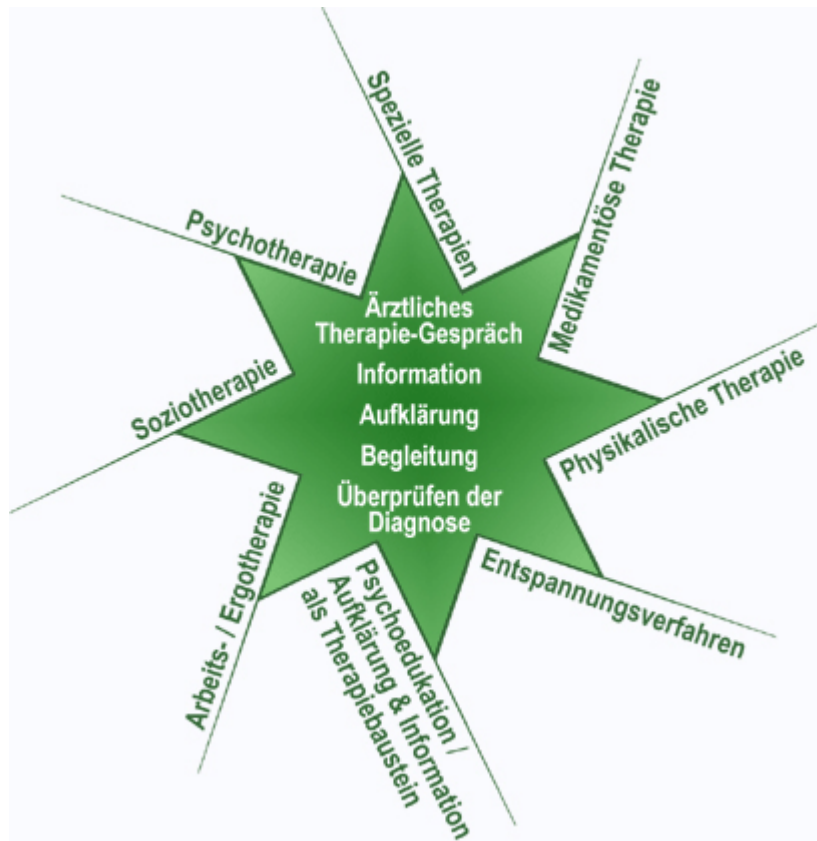 Spezielle Therapien
Medikamentöse Therapie
Psychotherapie
Ärztliches
Therapie-Gespräch
Information
Aufklärung
Begleitung
Überprüfen der
Diagnose
Soziotherapie
Physikalische Therapie
Arbeits- / Ergotherapie
Psychoedukation /
Aufklärung & Information
als Therapiebaustein
Entspannungsverfahren